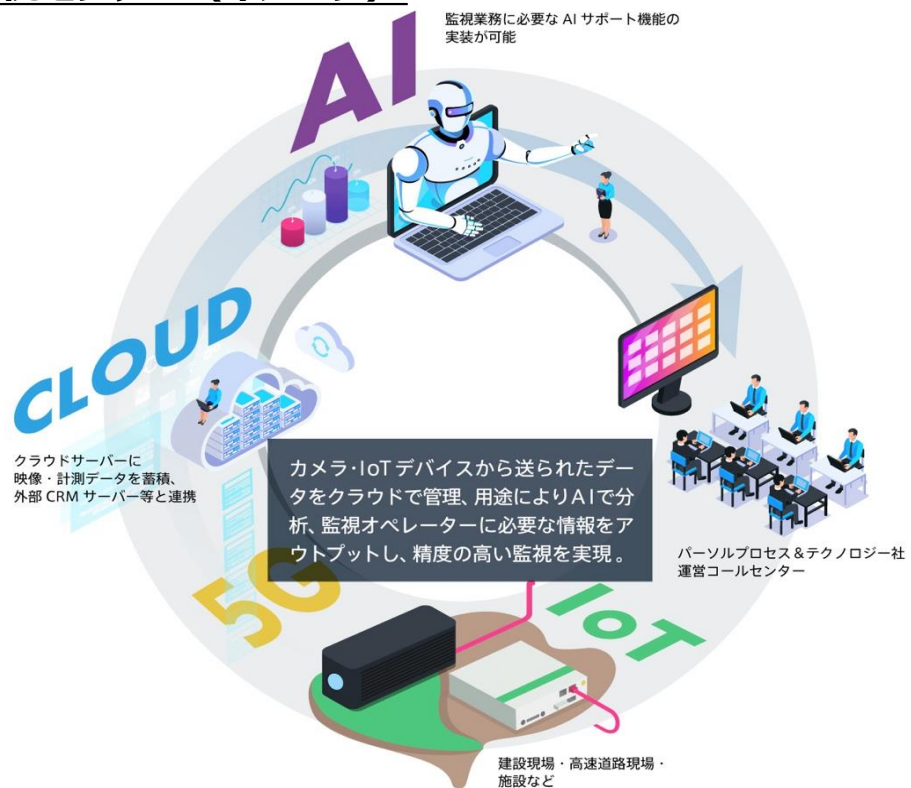 監視業務に必要な AI サポート機能の
実装が可能
AI
CLOUD
クラウドサーバーに
映像・計測データを蓄積、
外部 CRM サーバー等と連携
カメラ・IoTデバイスから送られたデー
タをクラウドで管理、用途によりAIで分
析、監視オペレーターに必要な情報をア
ウトプットし、精度の高い監視を実現。
パーソルプロセス＆テクノロジー社
運営コールセンター
5G
IoT
建設現場・高速道路現場・
施設など